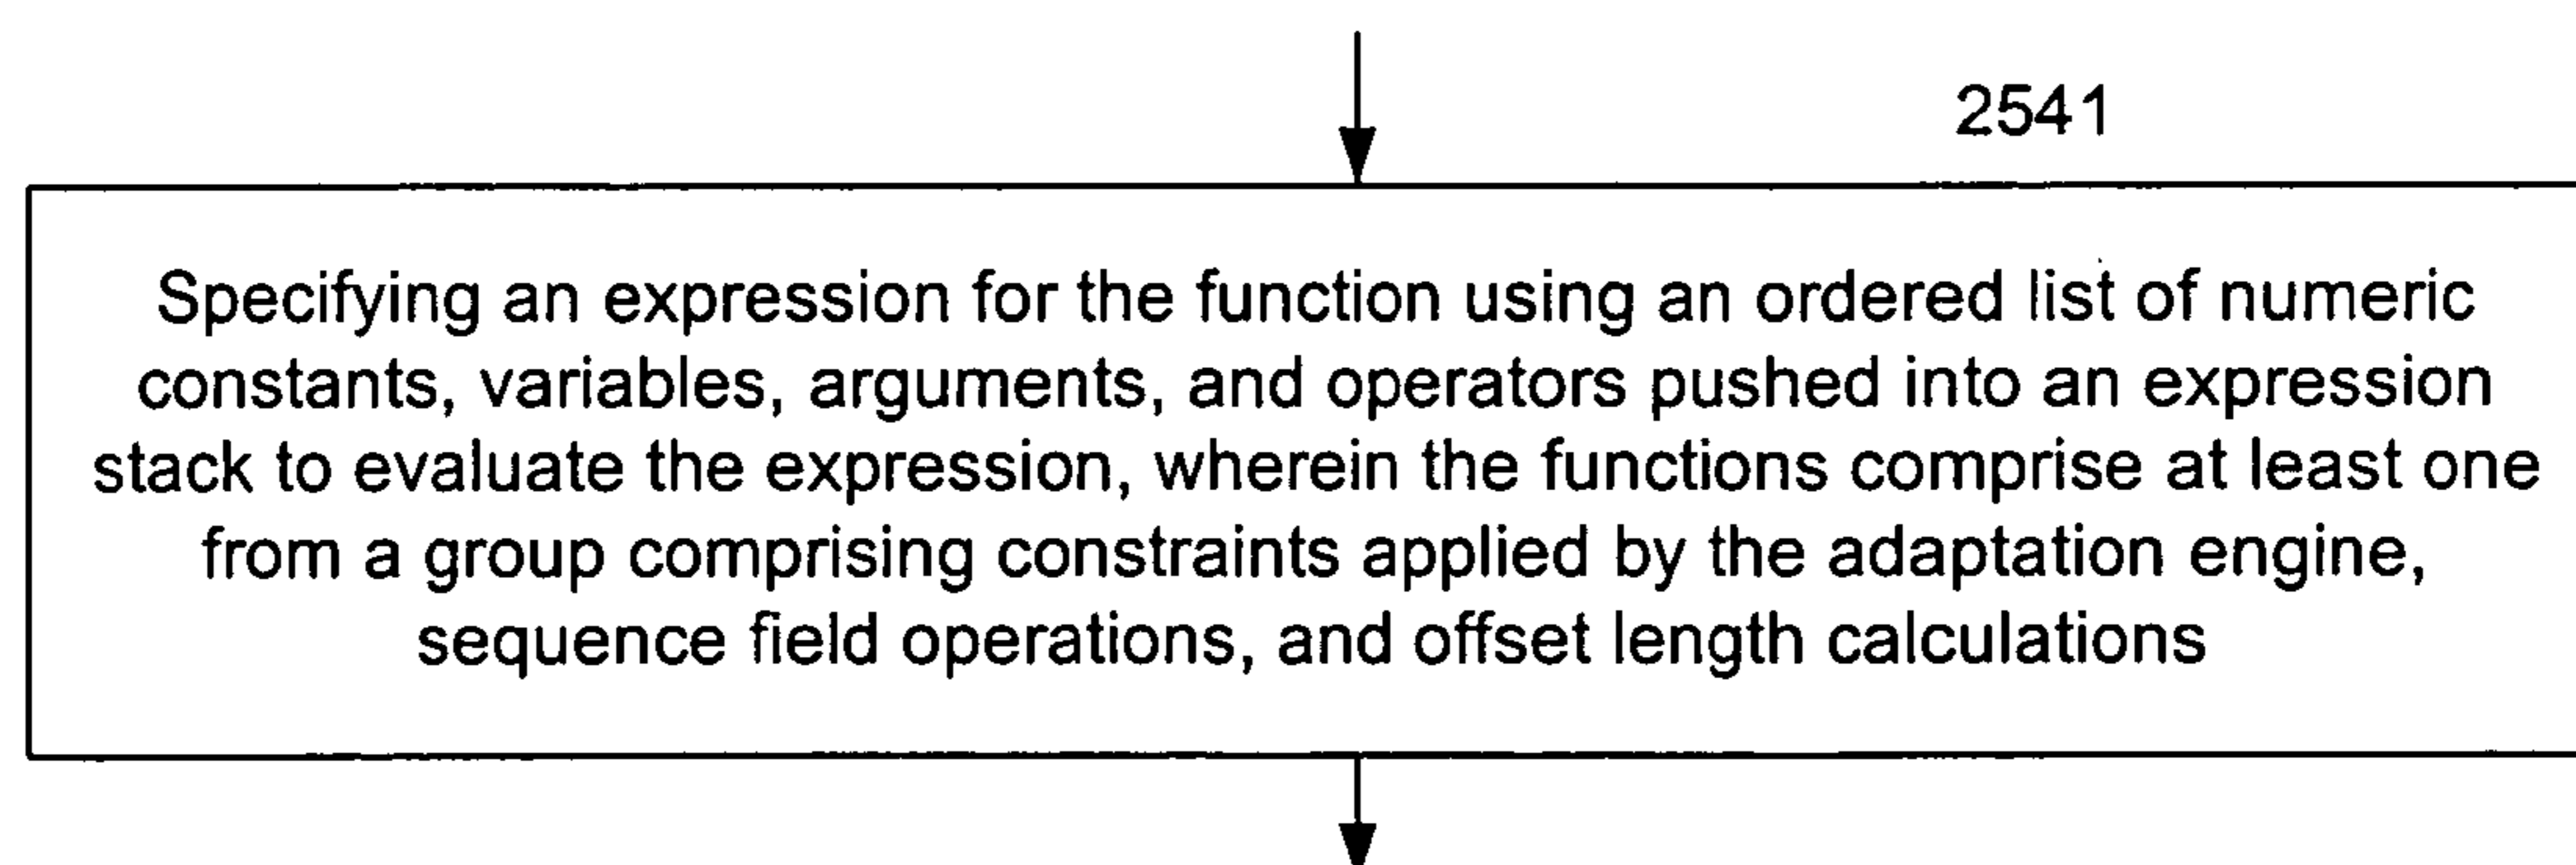 2541
Specifying an expression for the function using an ordered list of numeric
constants, variables, arguments, and operators pushed into an expression
stack to evaluate the expression, wherein the functions comprise at least one
from a group comprising constraints applied by the adaptation engine,
sequence field operations, and offset length calculations